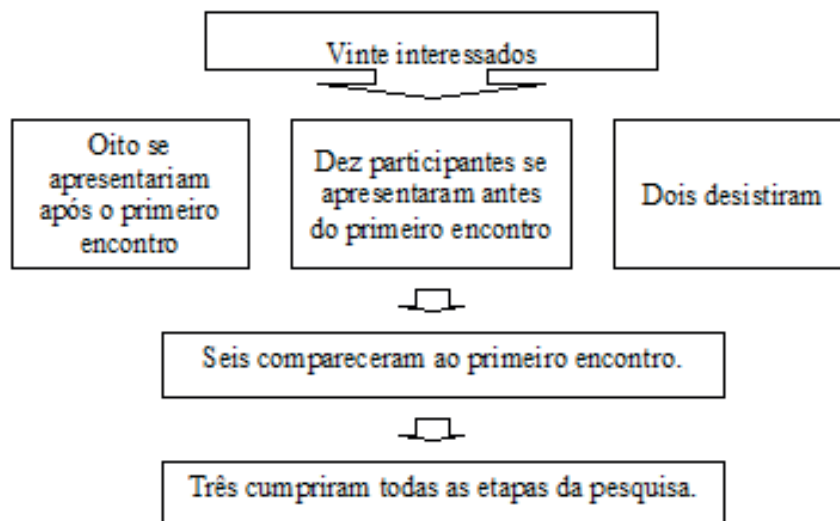 Vinte interessados
Oito se
apresentariam
após o primeiro
encontro
Dez participantes se
apresentaram antes
do primeiro encontro
Dois desistiram
Seis compareceram ao primeiro encontro.
Três cumpriram todas as etapas da pesquisa.